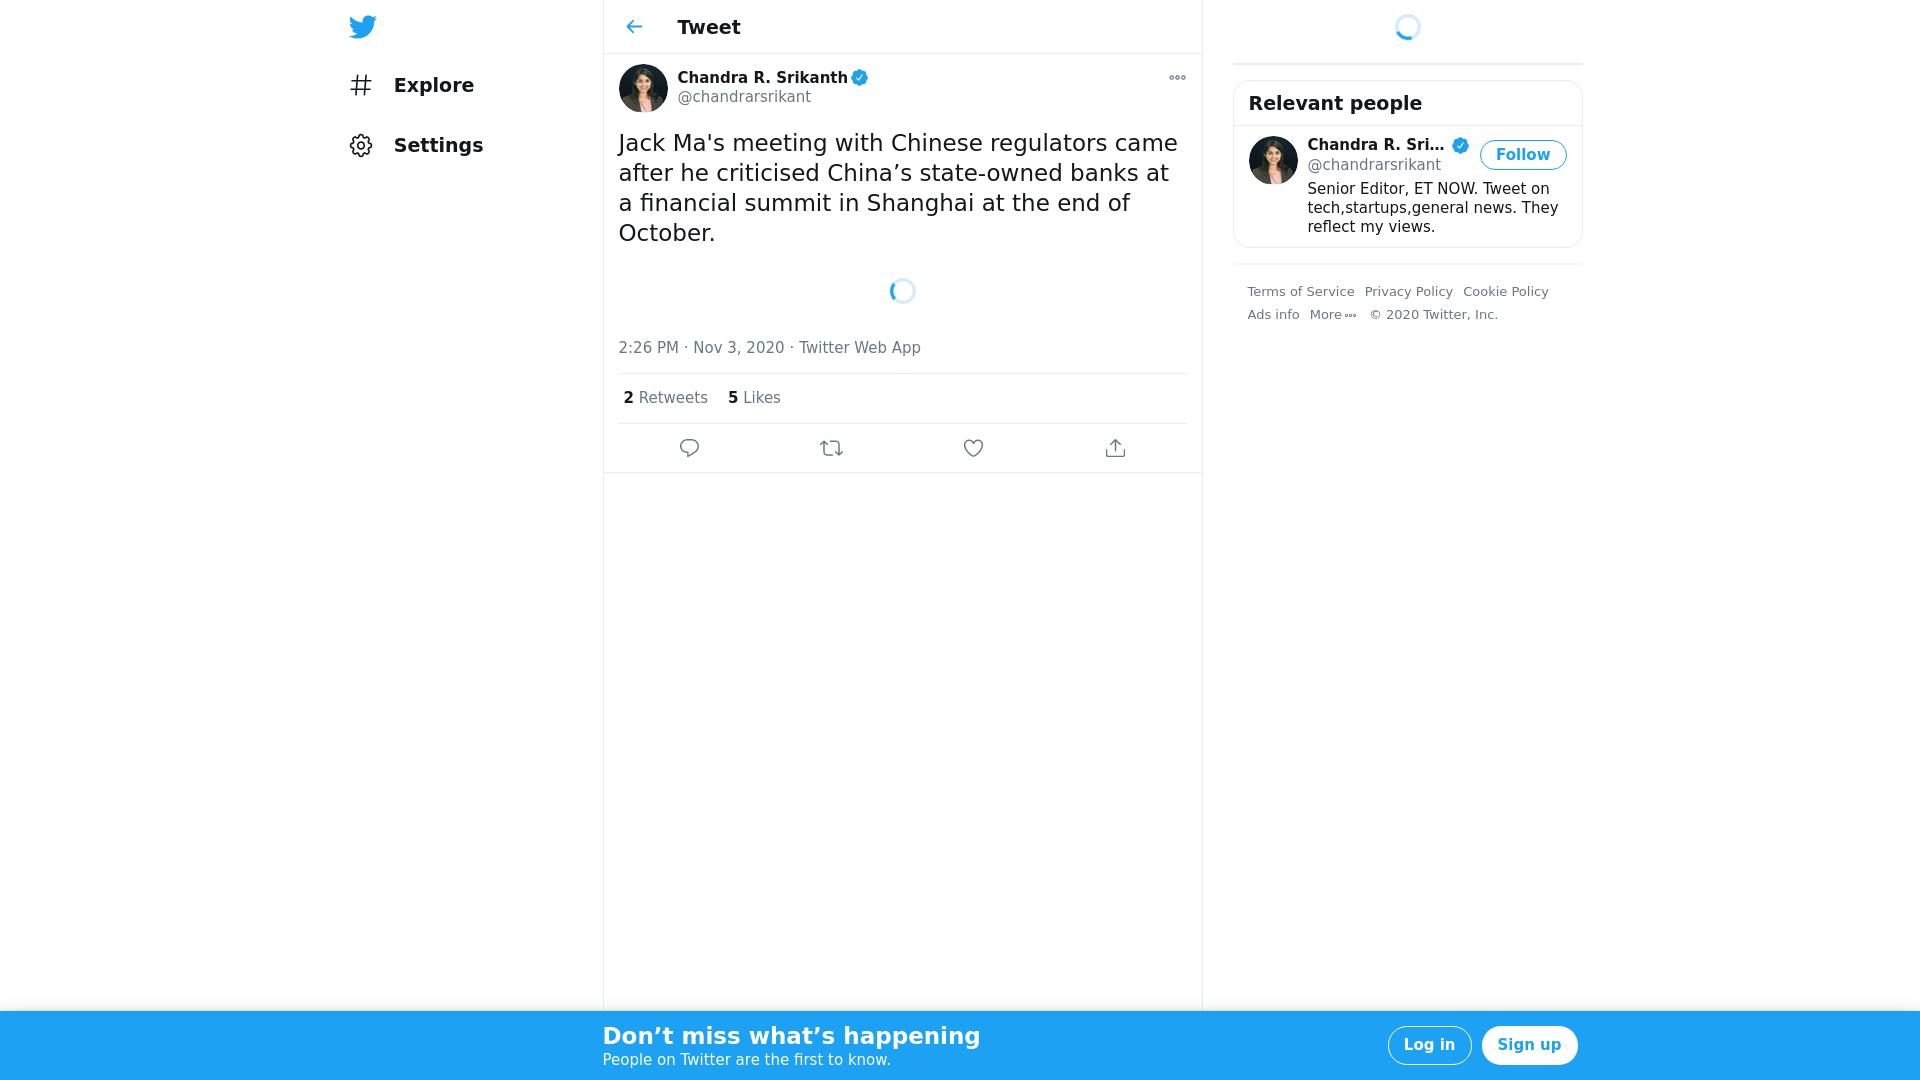 Explore
Settings
Tweet
Chandra R. Srikanth
@chandrarsrikant
Jack Ma's meeting with Chinese regulators came
after he criticised China’s state-owned banks at
a financial summit in Shanghai at the end of
October.
2:26 PM · Nov 3, 2020 · Twitter Web App
2 Retweets 5 Likes
Relevant people
Chandra R. Sri…
@chandrarsrikant
Follow
Senior Editor, ET NOW. Tweet on
tech,startups,general news. They
reflect my views.
Terms of Service Privacy Policy Cookie Policy
Ads info More © 2020 Twitter, Inc.
Don’t miss what’s happening
People on Twitter are the first to know.
Log in
Sign up